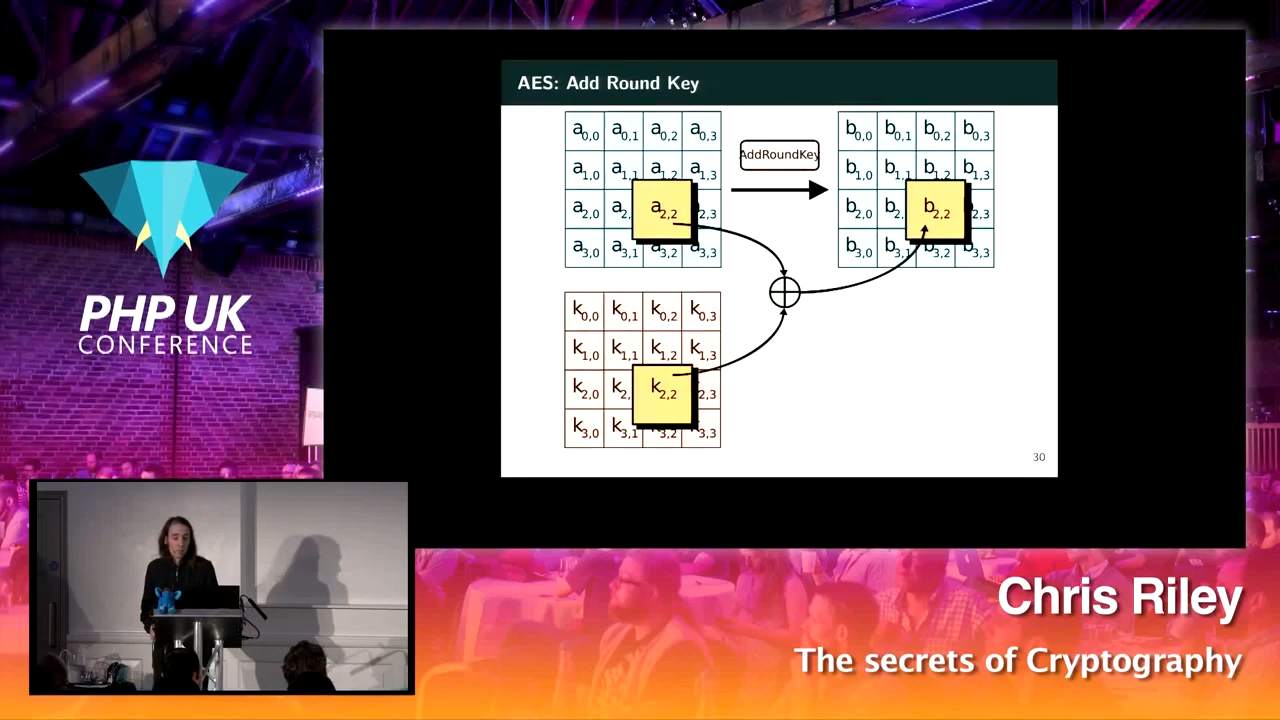 AES: Add Round Key
a0,0 a0,1 a0,2 a0,3
a1,0 a1,1 a1,2 a1,3
a2,0 a2, a2,2 2,3
a3,0 a3,1 a3,2 a3,3
AddRoundKey
b0,0 b0,1 b0,2 b0,3
b1,0 b1,1 b1,2 b1,3
b2,0 b2, b2,2 2,3
b3,0 b3,1 b3,2 b3,3
k0,0 k0,1 k0,2 k0,3
k1,0 k1,1 k1,2 k1,3
k2,0 k2, k2,2 2,3
k3,0 k3,1 k3,2 k3,3
30
PHP UK
CONFERENCE
Chris Riley
The secrets of Cryptography